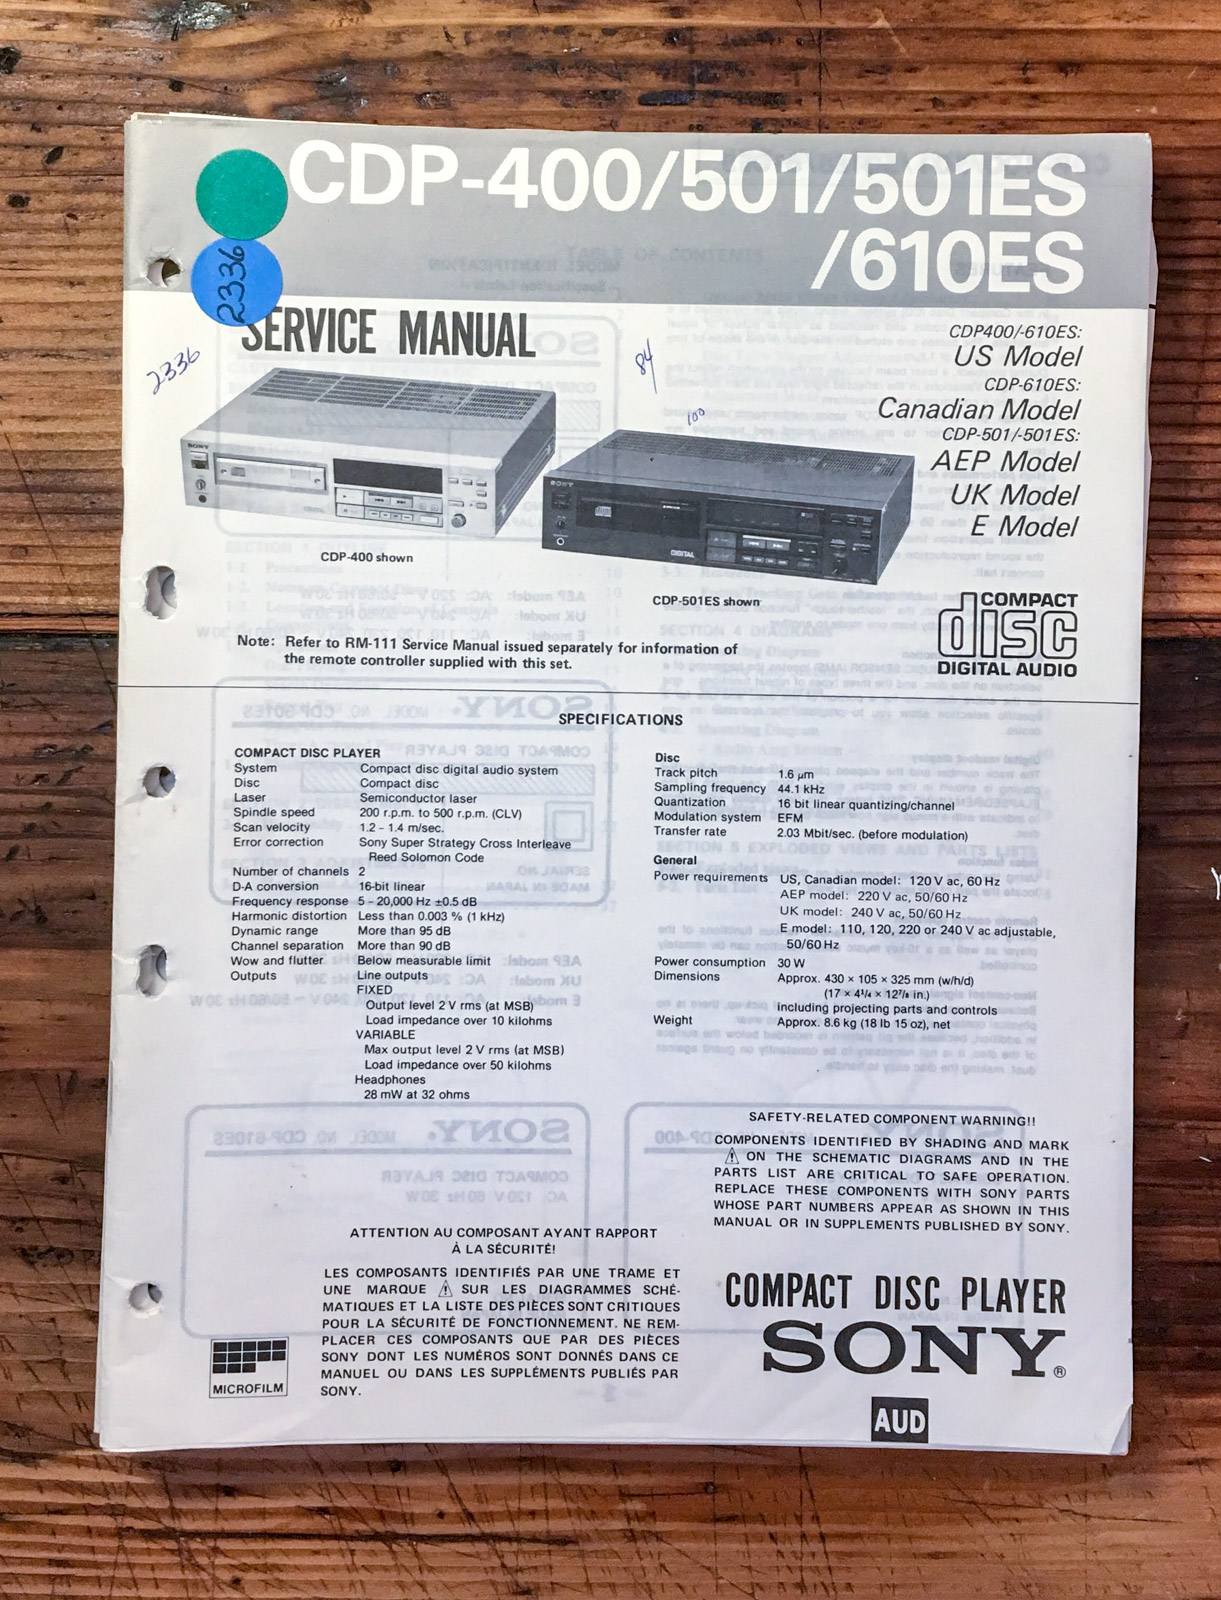 CDP-400/501/501ES
/610ES
2336
SERVICE MANUAL
2336
84
100
CDP400/-610ES:
US Model
CDP-610ES:
Canadian Model
CDP-501/-501ES:
AEP Model
UK Model
E Model
SONY
SONY
DIGITAL
CDP-400 shown
CDP-501ES shown
COMPACT
disc
DIGITAL AUDIO
Note: Refer to RM-111 Service Manual issued separately for information of
the remote controller supplied with this set.
SPECIFICATIONS
COMPACT DISC PLAYER
System Compact disc digital audio system
Disc Compact disc
Laser Semiconductor laser
Spindle speed 200 r.p.m. to 500 r.p.m. (CLV)
Scan velocity 1.2 - 1.4 m/sec.
Error correction Sony Super Strategy Cross Interleave
Reed Solomon Code
Number of channels 2
D-A conversion 16-bit linear
Frequency response 5 - 20,000 Hz ±0.5 dB
Harmonic distortion Less than 0.003 % (1 kHz)
Dynamic range More than 95 dB
Channel separation More than 90 dB
Wow and flutter Below measurable limit
Outputs Line outputs
FIXED
Output level 2 V rms (at MSB)
Load impedance over 10 kilohms
VARIABLE
Max output level 2 V rms (at MSB)
Load impedance over 50 kilohms
Headphones
28 mW at 32 ohms
Disc
Track pitch 1.6 μm
Sampling frequency 44.1 kHz
Quantization 16 bit linear quantizing/channel
Modulation system EFM
Transfer rate 2.03 Mbit/sec. (before modulation)
General
Power requirements US, Canadian model: 120 V ac, 60 Hz
AEP model: 220 V ac, 50/60 Hz
UK model: 240 V ac, 50/60 Hz
E model: 110, 120, 220 or 240 V ac adjustable,
50/60 Hz
Power consumption 30 W
Dimensions Approx. 430 × 105 × 325 mm (w/h/d)
(17 × 4 1/4 × 12 7/8 in.)
including projecting parts and controls
Weight Approx. 8.6 kg (18 lb 15 oz), net
SAFETY-RELATED COMPONENT WARNING!!
COMPONENTS IDENTIFIED BY SHADING AND MARK
⚠ ON THE SCHEMATIC DIAGRAMS AND IN THE
PARTS LIST ARE CRITICAL TO SAFE OPERATION.
REPLACE THESE COMPONENTS WITH SONY PARTS
WHOSE PART NUMBERS APPEAR AS SHOWN IN THIS
MANUAL OR IN SUPPLEMENTS PUBLISHED BY SONY.
ATTENTION AU COMPOSANT AYANT RAPPORT
À LA SÉCURITÉ!
LES COMPOSANTS IDENTIFIÉS PAR UNE TRAME ET
UNE MARQUE ⚠ SUR LES DIAGRAMMES SCHÉ-
MATIQUES ET LA LISTE DES PIÈCES SONT CRITIQUES
POUR LA SÉCURITÉ DE FONCTIONNEMENT. NE REM-
PLACER CES COMPOSANTS QUE PAR DES PIÈCES
SONY DONT LES NUMÉROS SONT DONNÉS DANS CE
MANUEL OU DANS LES SUPPLÉMENTS PUBLIÉS PAR
SONY.
MICROFILM
COMPACT DISC PLAYER
SONY®
AUD